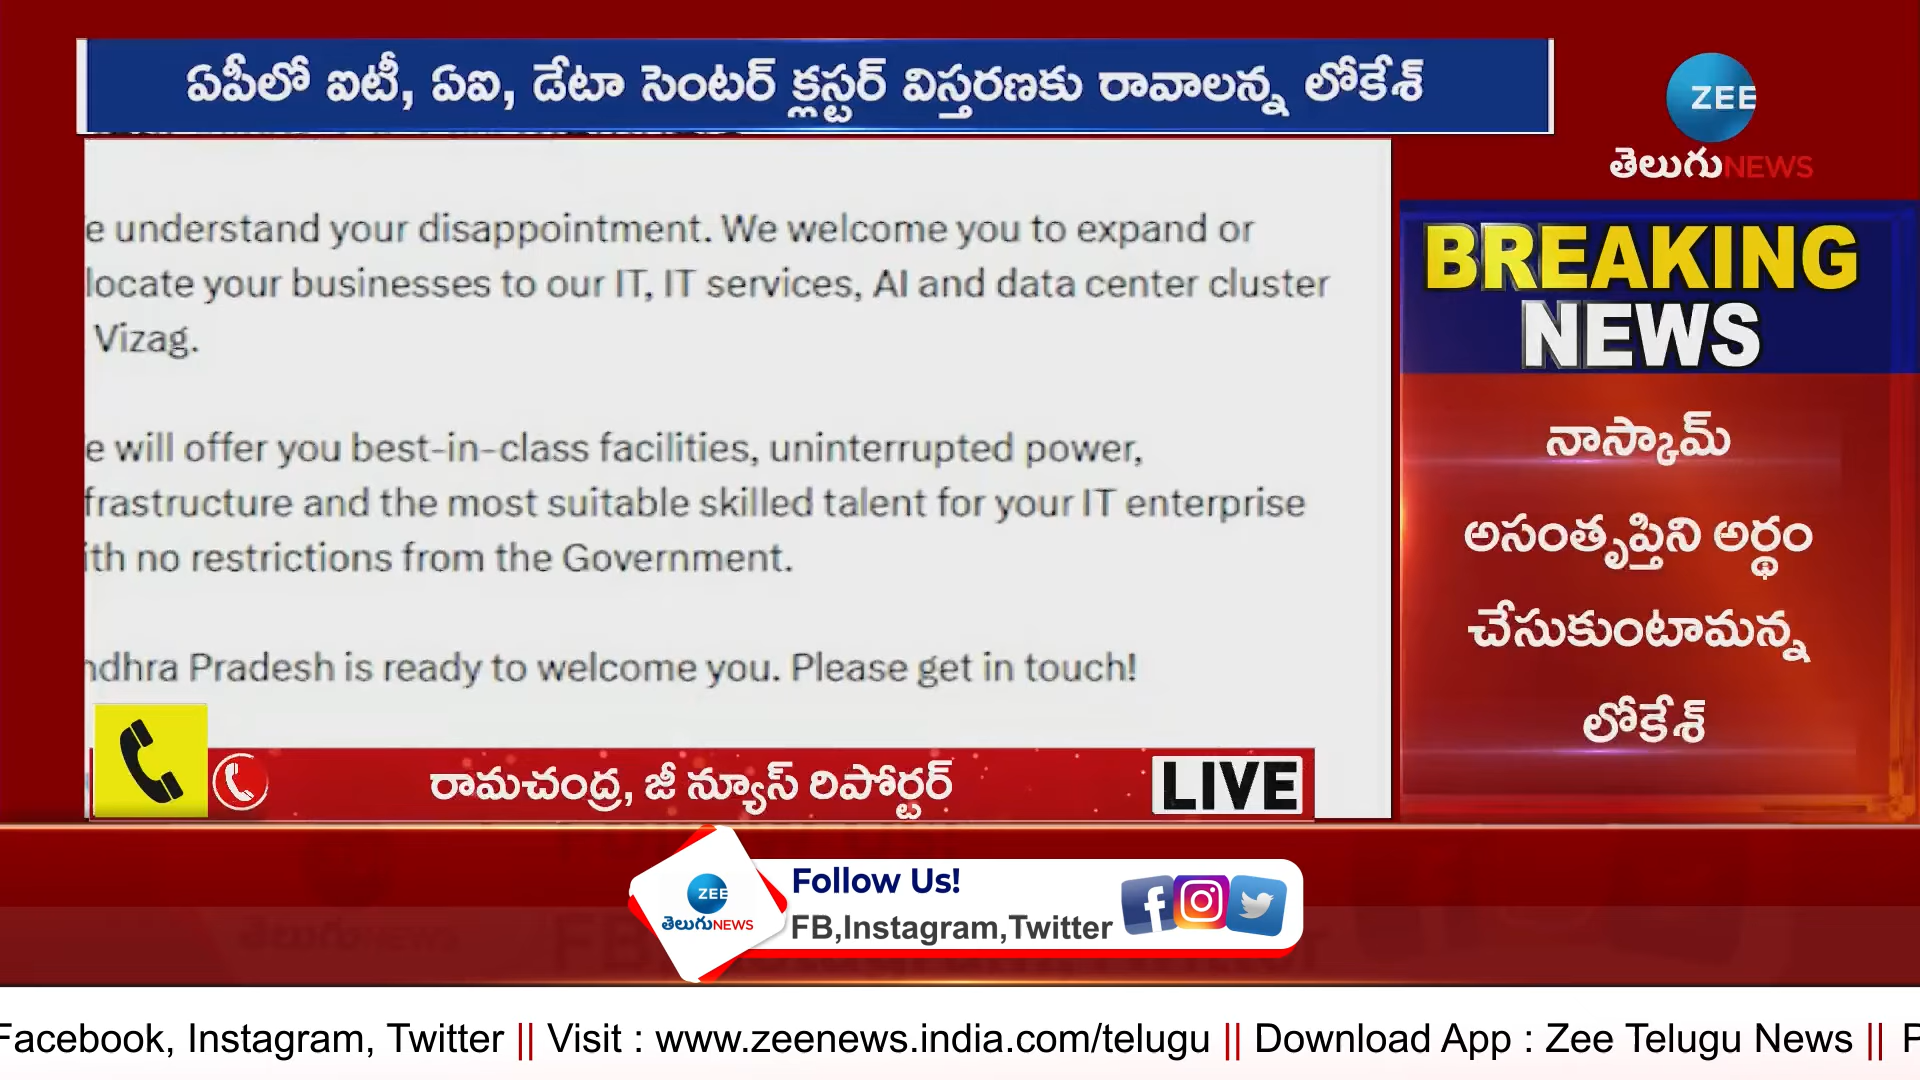 ఏపీలో ఐటీ, ఏఐ, డేటా సెంటర్ క్లస్టర్ విస్తరణకు రావాలన్న లోకేశ్
ZEE
తెలుగుNEWS
e understand your disappointment. We welcome you to expand or
locate your businesses to our IT, IT services, AI and data center cluster
Vizag.
e will offer you best-in-class facilities, uninterrupted power,
frastructure and the most suitable skilled talent for your IT enterprise
ith no restrictions from the Government.
ndhra Pradesh is ready to welcome you. Please get in touch!
BREAKING
NEWS
నాస్కామ్
అసంతృప్తిని అర్థం
చేసుకుంటామన్న
లోకేశ్
రామచంద్ర, జీ న్యూస్ రిపోర్టర్
LIVE
ZEE
తెలుగుNEWS
Follow Us!
FB,Instagram,Twitter
Facebook, Instagram, Twitter || Visit : www.zeenews.india.com/telugu || Download App : Zee Telugu News ||